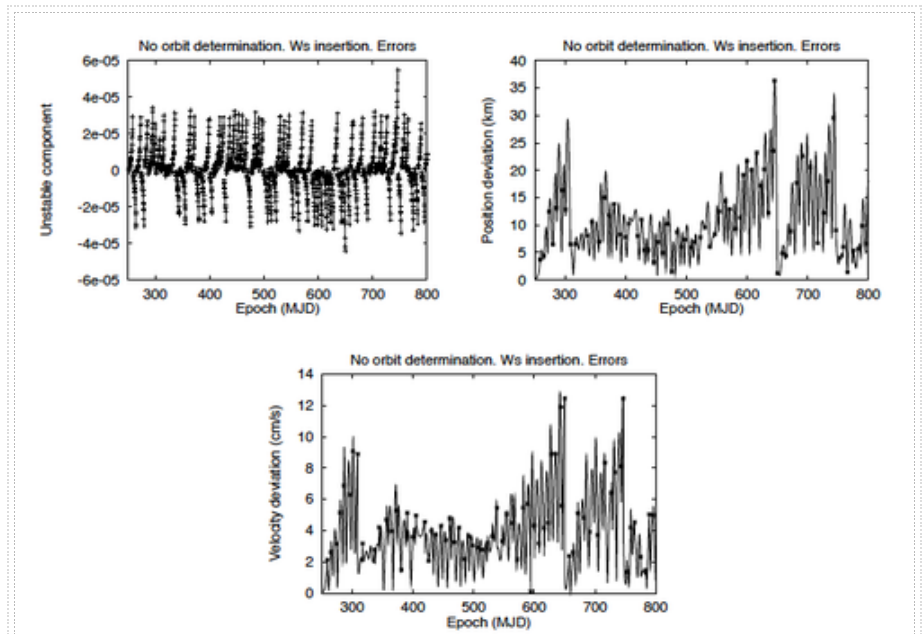 No orbit determination. Ws insertion. Errors
Unstable component
6e-05
4e-05
2e-05
0
-2e-05
-4e-05
-6e-05
300 400 500 600 700 800
Epoch (MJD)
No orbit determination. Ws insertion. Errors
Position deviation (km)
40
35
30
25
20
15
10
5
0
300 400 500 600 700 800
Epoch (MJD)
No orbit determination. Ws insertion. Errors
Velocity deviation (cm/s)
14
12
10
8
6
4
2
0
300 400 500 600 700 800
Epoch (MJD)